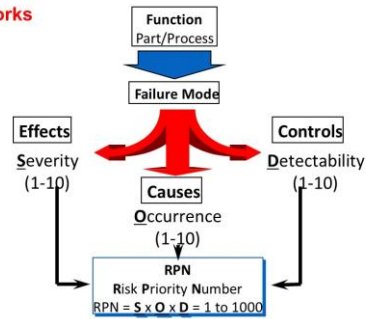 Function
Part/Process
Failure Mode
Effects
Severity
(1-10)
Causes
Occurrence
(1-10)
Controls
Detectability
(1-10)
RPN
Risk Priority Number
RPN = S x O x D = 1 to 1000